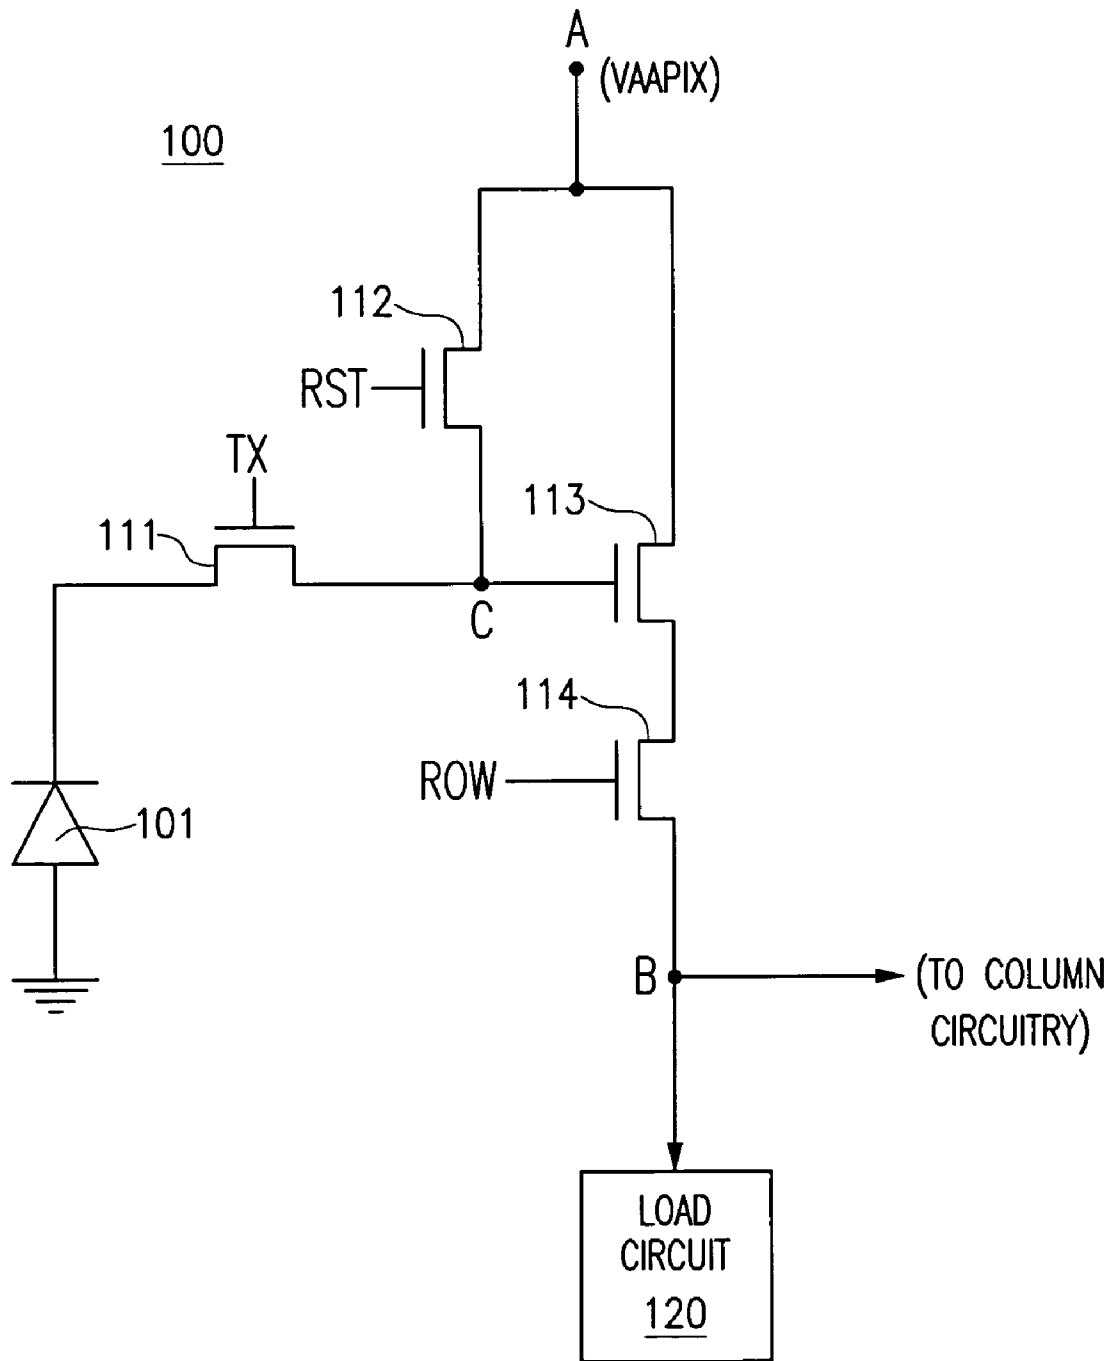 A
(VAAPIX)
100
112
RST
TX
111
113
C
114
ROW
101
B
(TO COLUMN
CIRCUITRY)
LOAD
CIRCUIT
120